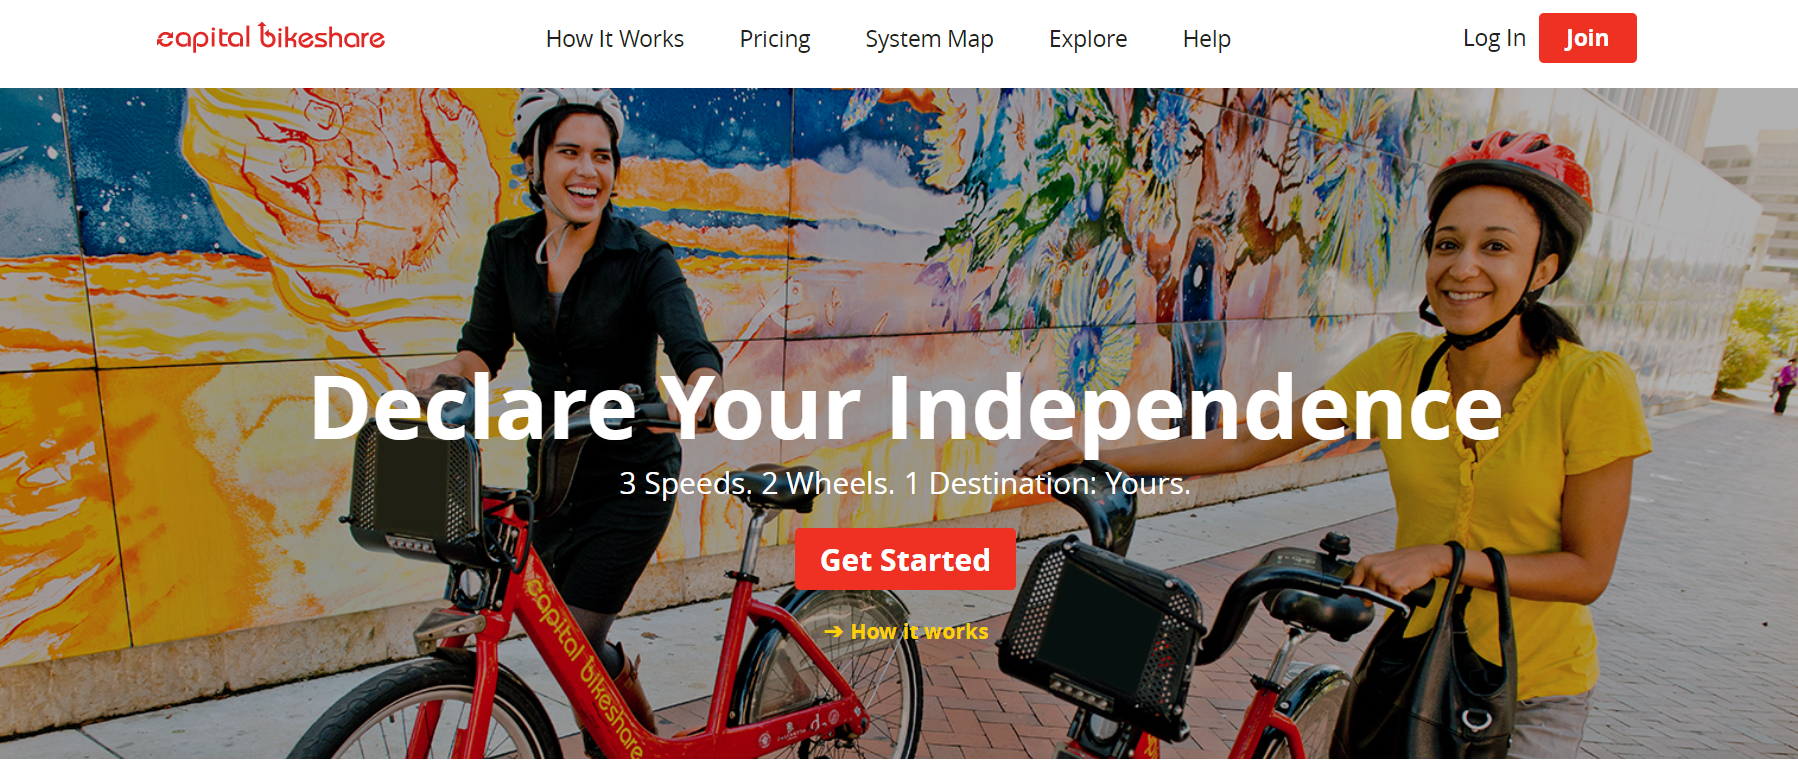 capital bikeshare
How It Works
Pricing
System Map
Explore
Help
Log In
Join
Declare Your Independence
3 Speeds. 2 Wheels. 1 Destination: Yours.
Get Started
➔ How it works
capital bikeshare
d.